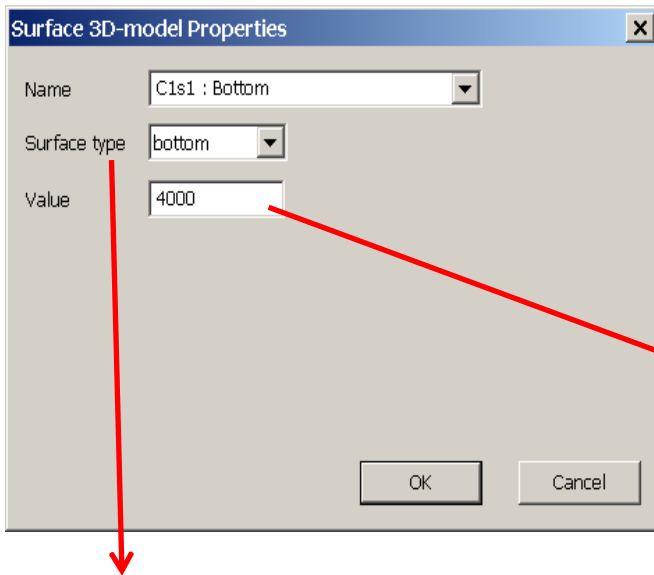 Surface 3D-model Properties
Name C1s1 : Bottom
Surface type bottom
Value 4000
OK Cancel